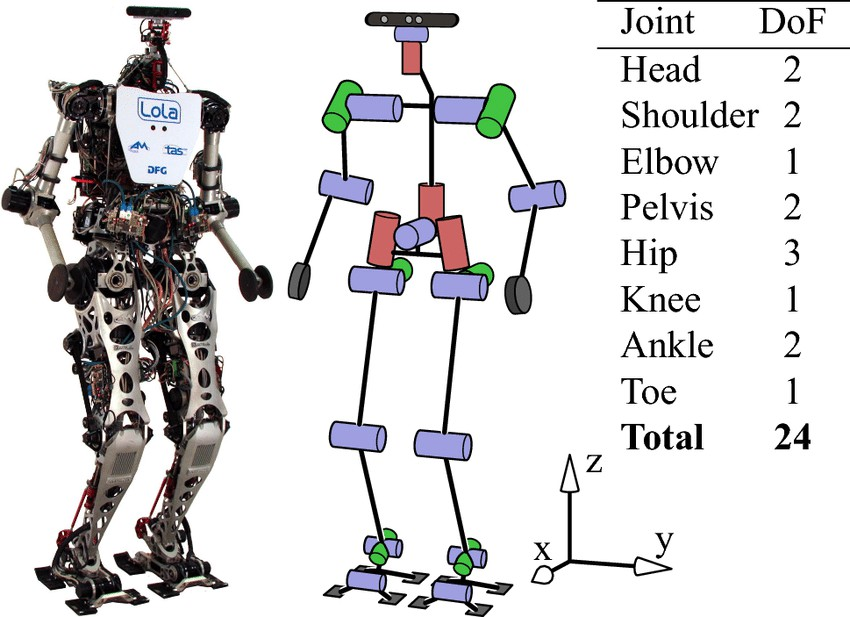 Lola
AM
tas
DFG
Joint DoF
Head 2
Shoulder 2
Elbow 1
Pelvis 2
Hip 3
Knee 1
Ankle 2
Toe 1
Total 24
z
x
y